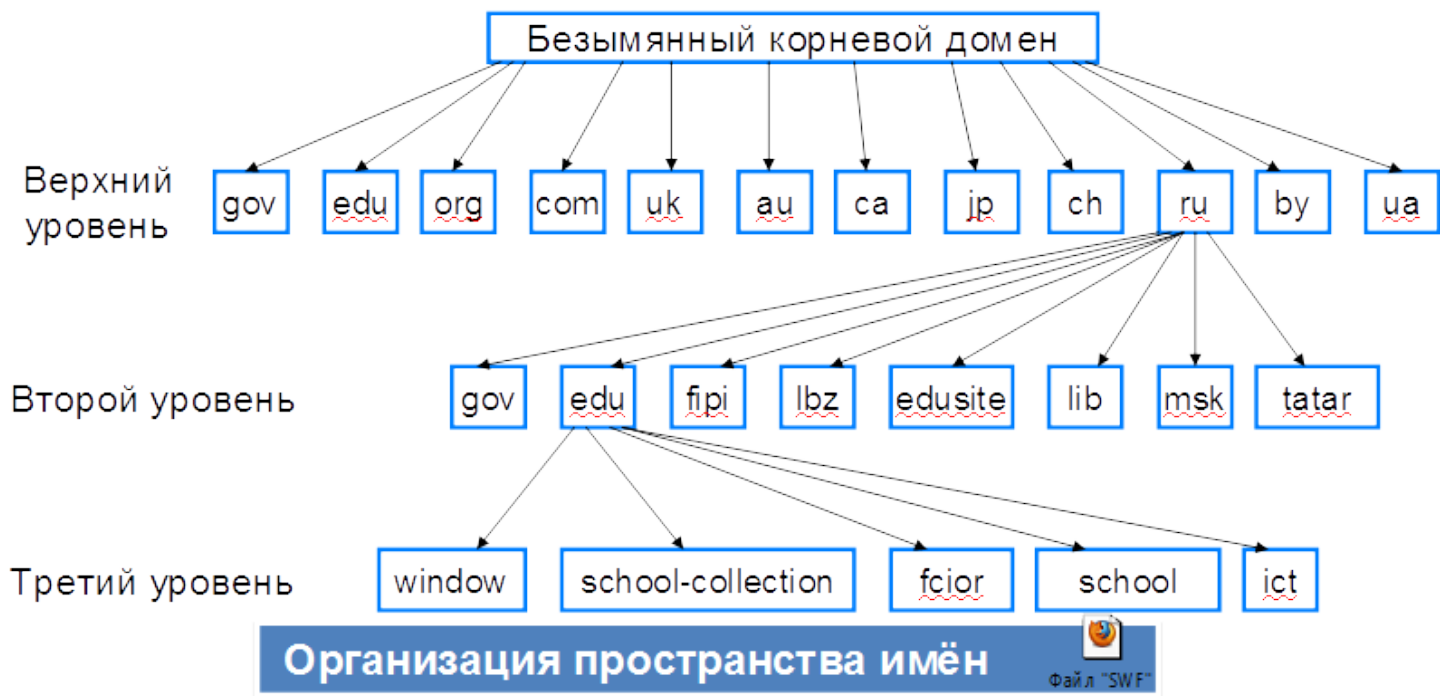 Безымянный корневой домен
Верхний
уровень
gov edu org com uk au ca jp ch ru by ua
Второй уровень
gov edu fipi lbz edusite lib msk tatar
Третий уровень
window school-collection fcior school ict
Организация пространства имён
Файл "SWF"